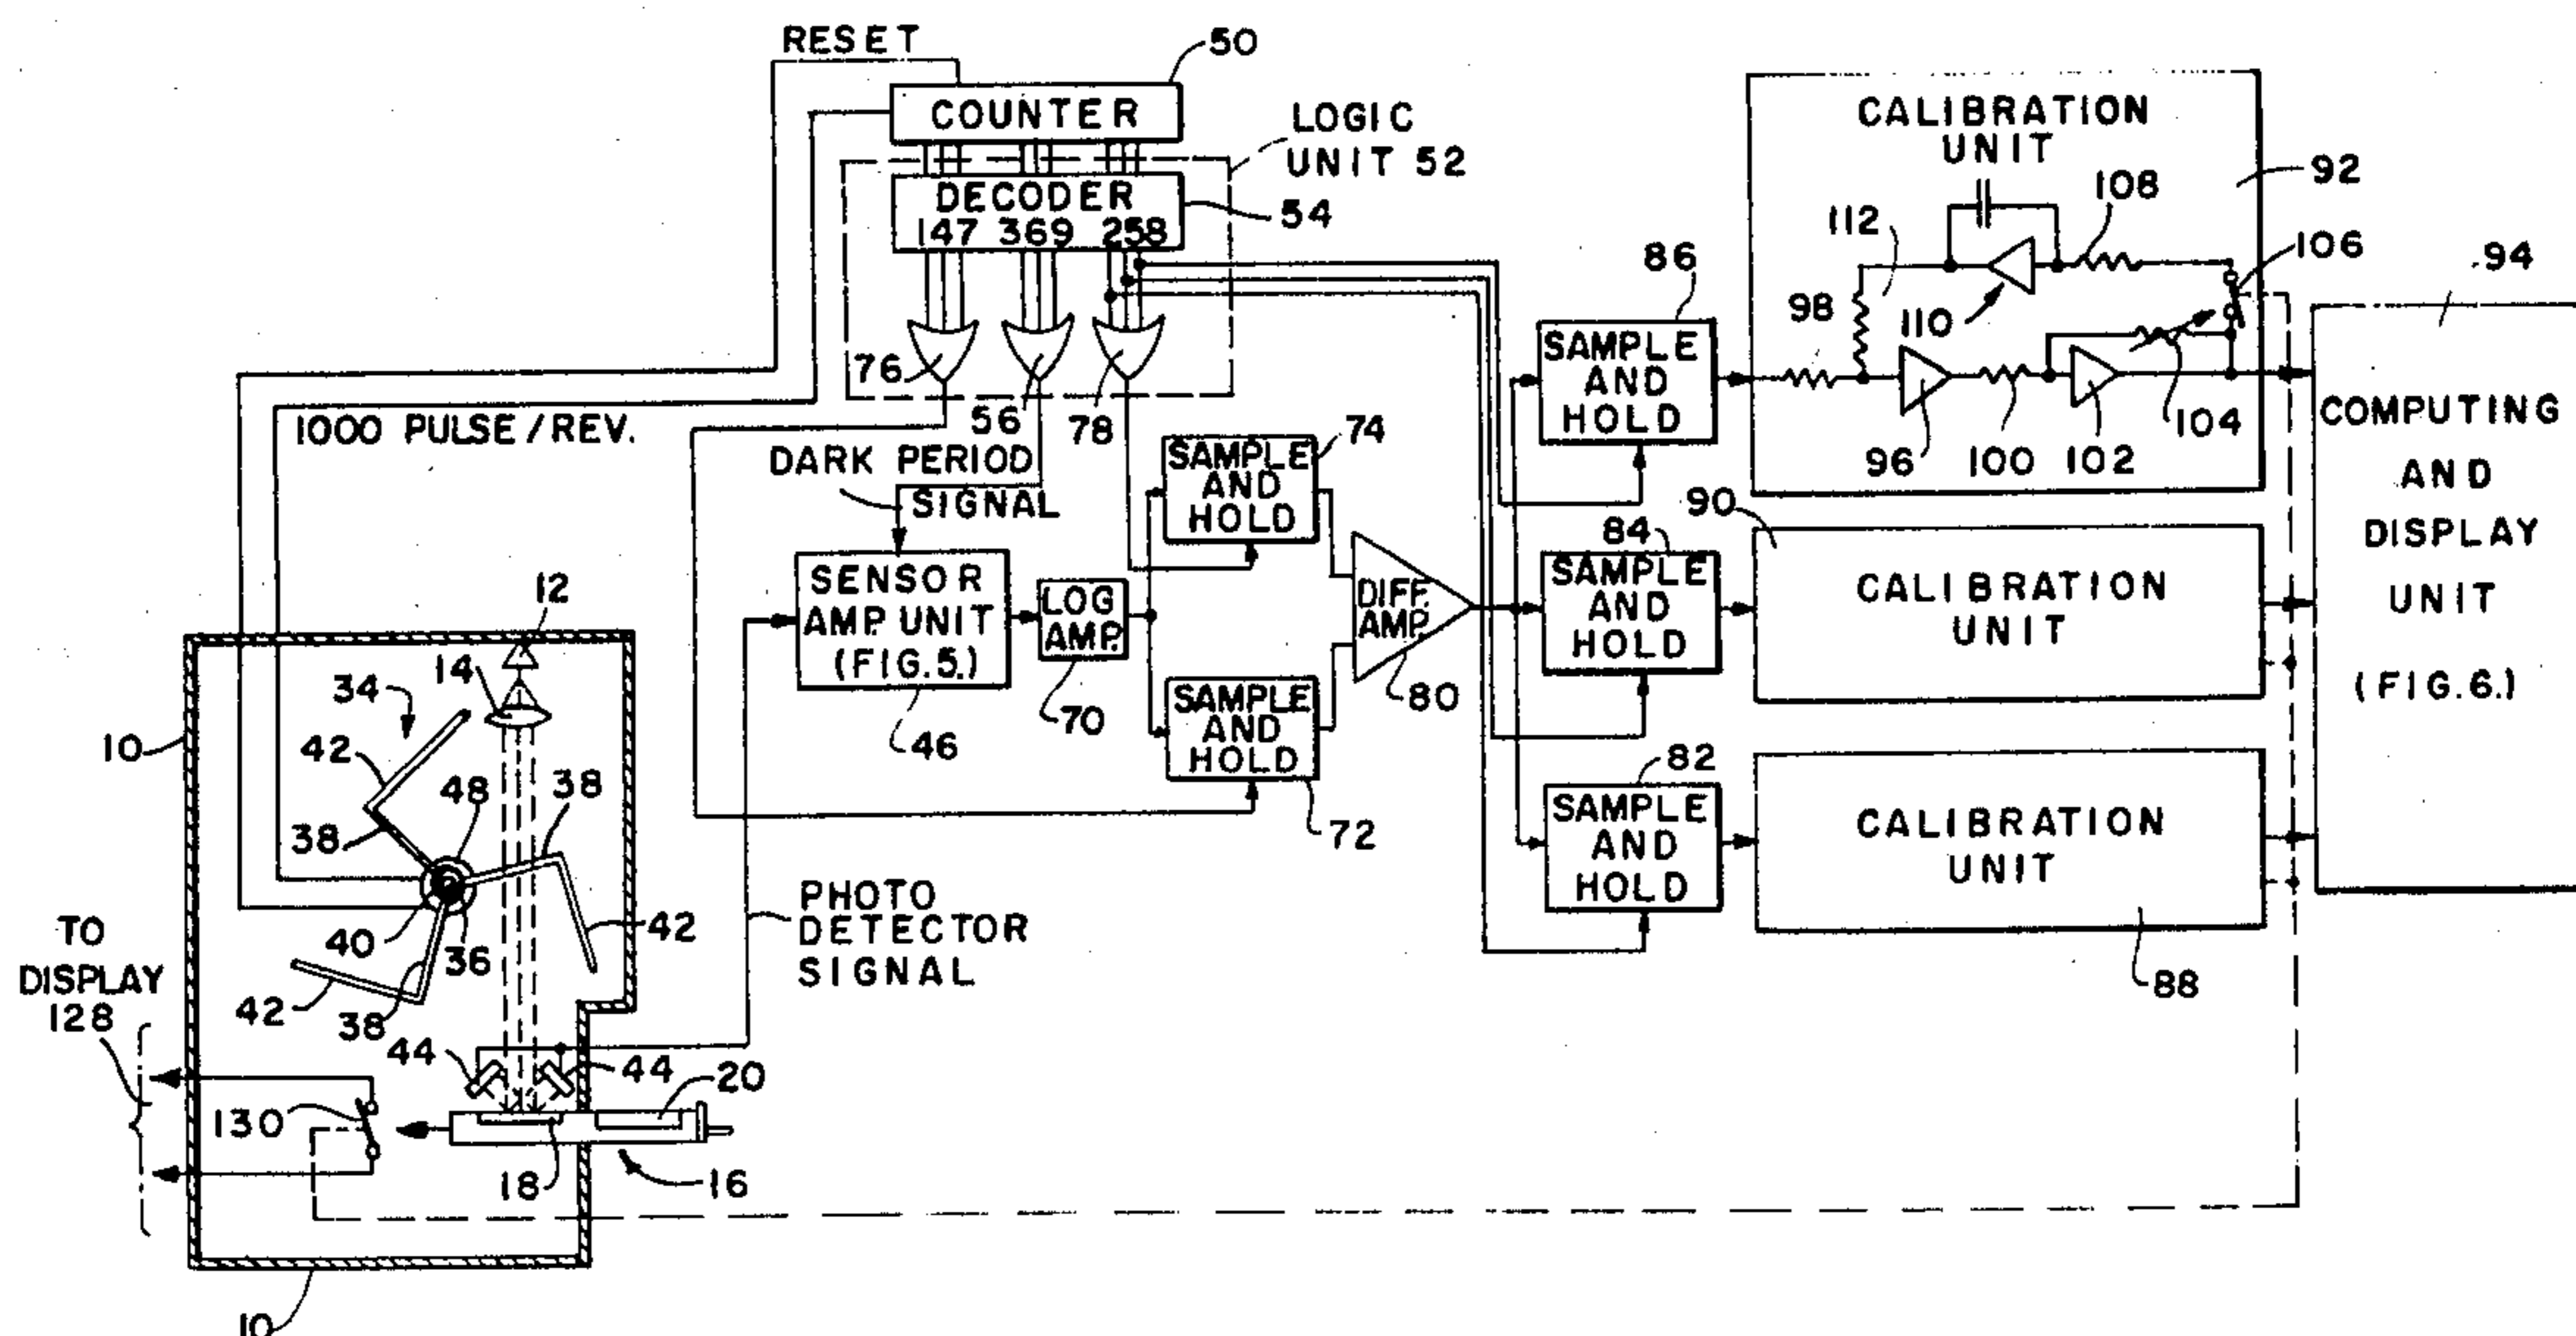 RESET
50
COUNTER
LOGIC
UNIT 52
DECODER
147 369 258
54
76
56
78
1000 PULSE/REV.
DARK PERIOD
SIGNAL
SENSOR
AMP. UNIT
(FIG.5.)
46
LOG
AMP.
70
74
SAMPLE
AND
HOLD
SAMPLE
AND
HOLD
72
DIFF.
AMP.
80
86
SAMPLE
AND
HOLD
84
SAMPLE
AND
HOLD
82
SAMPLE
AND
HOLD
CALIBRATION
UNIT
92
108
112
106
98
110
104
96
100
102
90
CALIBRATION
UNIT
CALIBRATION
UNIT
88
94
COMPUTING
AND
DISPLAY
UNIT
(FIG.6.)
12
14
34
10
42
48
38
38
40
36
42
42
38
PHOTO
DETECTOR
SIGNAL
TO
DISPLAY
128
44
44
20
130
18
16
10